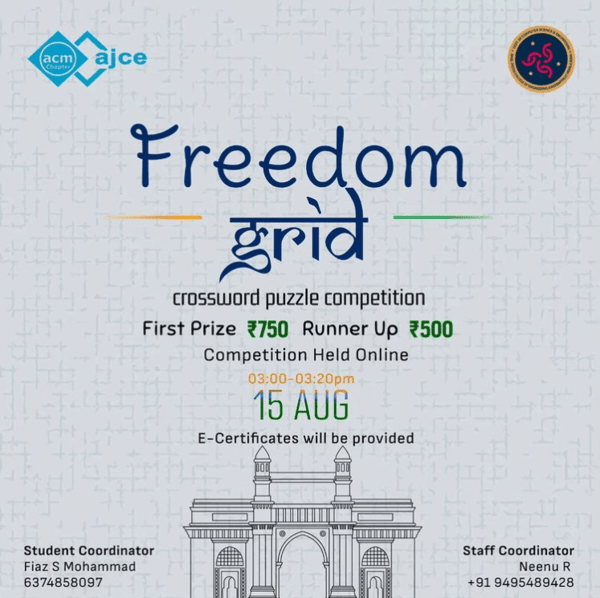 acm
Chapter
ajce
Freedom
grid
crossword puzzle competition
First Prize ₹750 Runner Up ₹500
Competition Held Online
03:00-03:20pm
15 AUG
E-Certificates will be provided
Student Coordinator
Fiaz S Mohammad
6374858097
Staff Coordinator
Neenu R
+91 9495489428